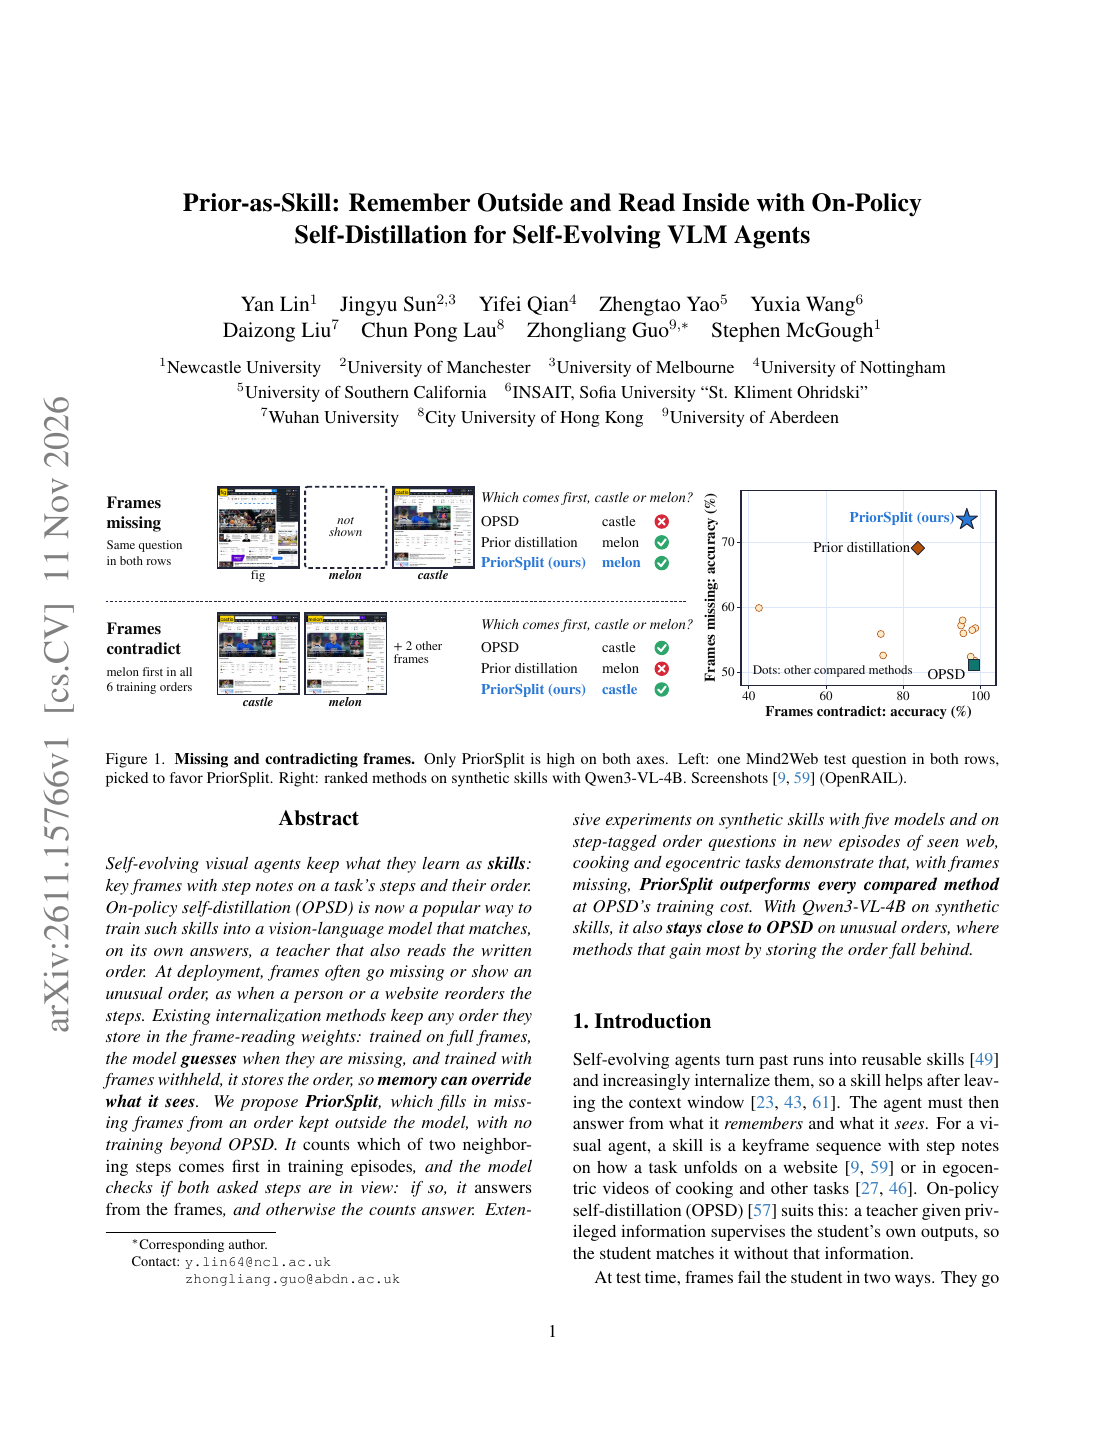 Prior-as-Skill: Remember Outside and Read Inside with On-Policy
Self-Distillation for Self-Evolving VLM Agents
Yan Lin1 Jingyu Sun2,3 Yifei Qian4 Zhengtao Yao5 Yuxia Wang6
Daizong Liu7 Chun Pong Lau8 Zhongliang Guo9,* Stephen McGough1
1Newcastle University 2University of Manchester 3University of Melbourne 4University of Nottingham
5University of Southern California 6INSAIT, Sofia University “St. Kliment Ohridski”
7Wuhan University 8City University of Hong Kong 9University of Aberdeen
arXiv:2611.15766v1 [cs.CV] 11 Nov 2026
Frames
missing
Same question
in both rows
fig
fig
not
shown
melon
castle
castle
Which comes first, castle or melon?
OPSD castle
Prior distillation melon
PriorSplit (ours) melon
Frames
contradict
melon first in all
6 training orders
castle
castle
melon
melon
+ 2 other
frames
Which comes first, castle or melon?
OPSD castle
Prior distillation melon
PriorSplit (ours) castle
Frames missing: accuracy (%)
70
60
50
PriorSplit (ours)
Prior distillation
Dots: other compared methods
OPSD
40 60 80 100
Frames contradict: accuracy (%)
Figure 1. Missing and contradicting frames. Only PriorSplit is high on both axes. Left: one Mind2Web test question in both rows,
picked to favor PriorSplit. Right: ranked methods on synthetic skills with Qwen3-VL-4B. Screenshots [9, 59] (OpenRAIL).
Abstract
Self-evolving visual agents keep what they learn as skills:
key frames with step notes on a task's steps and their order.
On-policy self-distillation (OPSD) is now a popular way to
train such skills into a vision-language model that matches,
on its own answers, a teacher that also reads the written
order. At deployment, frames often go missing or show an
unusual order, as when a person or a website reorders the
steps. Existing internalization methods keep any order they
store in the frame-reading weights: trained on full frames,
the model guesses when they are missing, and trained with
frames withheld, it stores the order, so memory can override
what it sees. We propose PriorSplit, which fills in miss-
ing frames from an order kept outside the model, with no
training beyond OPSD. It counts which of two neighbor-
ing steps comes first in training episodes, and the model
checks if both asked steps are in view: if so, it answers
from the frames, and otherwise the counts answer. Exten-
*Corresponding author.
Contact: y.lin64@ncl.ac.uk
zhongliang.guo@abdn.ac.uk
sive experiments on synthetic skills with five models and on
step-tagged order questions in new episodes of seen web,
cooking and egocentric tasks demonstrate that, with frames
missing, PriorSplit outperforms every compared method
at OPSD's training cost. With Qwen3-VL-4B on synthetic
skills, it also stays close to OPSD on unusual orders, where
methods that gain most by storing the order fall behind.
1. Introduction
Self-evolving agents turn past runs into reusable skills [49]
and increasingly internalize them, so a skill helps after leav-
ing the context window [23, 43, 61]. The agent must then
answer from what it remembers and what it sees. For a vi-
sual agent, a skill is a keyframe sequence with step notes
on how a task unfolds on a website [9, 59] or in egocen-
tric videos of cooking and other tasks [27, 46]. On-policy
self-distillation (OPSD) [57] suits this: a teacher given priv-
ileged information supervises the student's own outputs, so
the student matches it without that information.
At test time, frames fail the student in two ways. They go
1